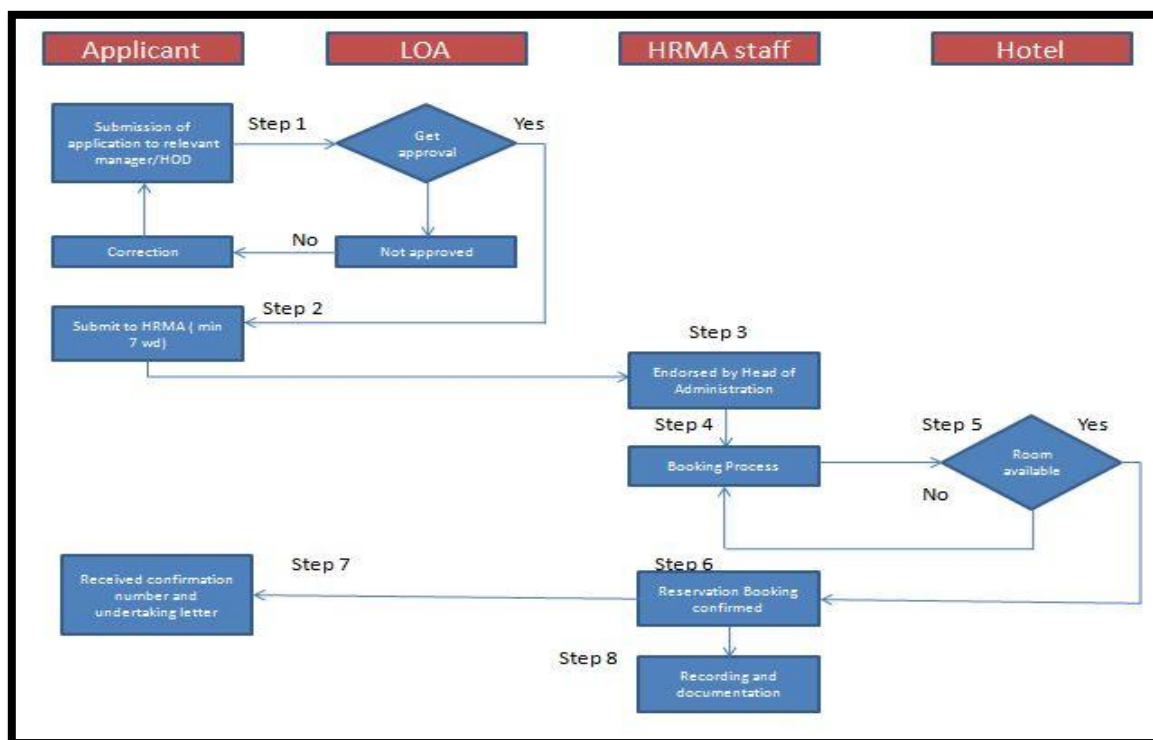 Applicant
LOA
HRMA staff
Hotel
Submission of
application to relevant
manager/HOD
Step 1
Get
approval
Yes
Correction
No
Not approved
Step 2
Submit to HRMA ( min
7 wd)
Step 3
Endorsed by Head of
Administration
Step 4
Booking Process
Step 5
Room
available
Yes
No
Step 6
Reservation Booking
confirmed
Step 7
Received confirmation
number and
undertaking letter
Step 8
Recording and
documentation